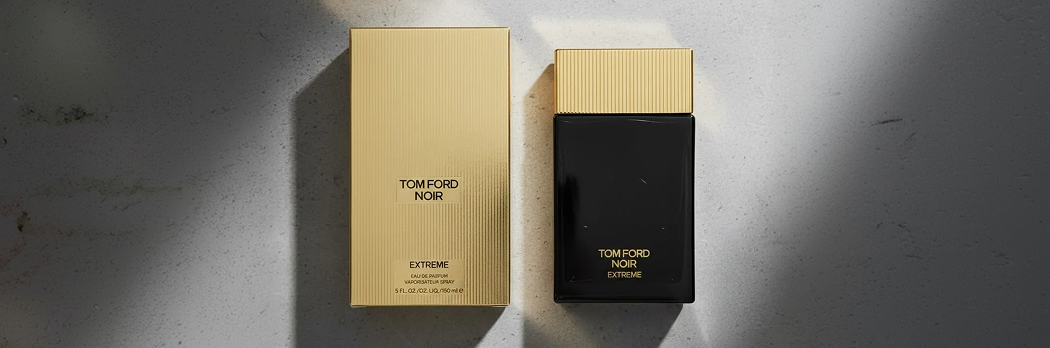 TOM FORD
NOIR
EXTREME
EAU DE PARFUM
VAPORISATEUR SPRAY
5 FL. OZ./OZ. LIQ./150 ml ℮
TOM FORD
NOIR
EXTREME